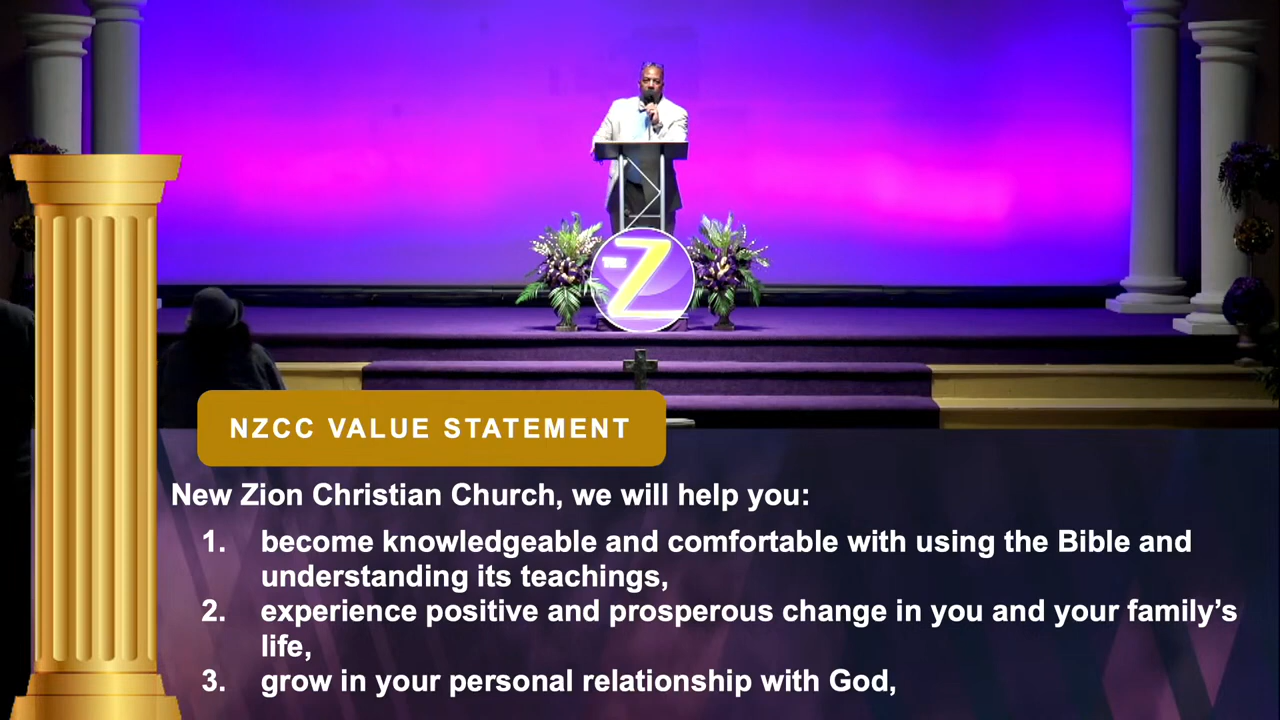 THE
Z
NZCC VALUE STATEMENT
New Zion Christian Church, we will help you:
1. become knowledgeable and comfortable with using the Bible and
understanding its teachings,
2. experience positive and prosperous change in you and your family’s
life,
3. grow in your personal relationship with God,